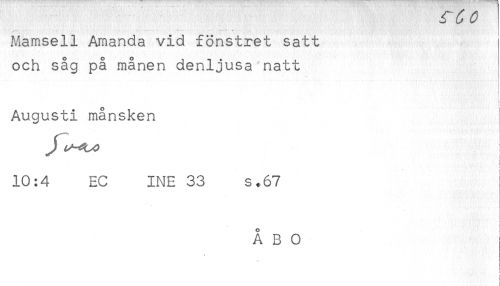 560
Mamsell Amanda vid fönstret satt
och såg på månen denljusa natt
Augusti månsken
Svas
10:4 EC INE 33 s.67
Å B O